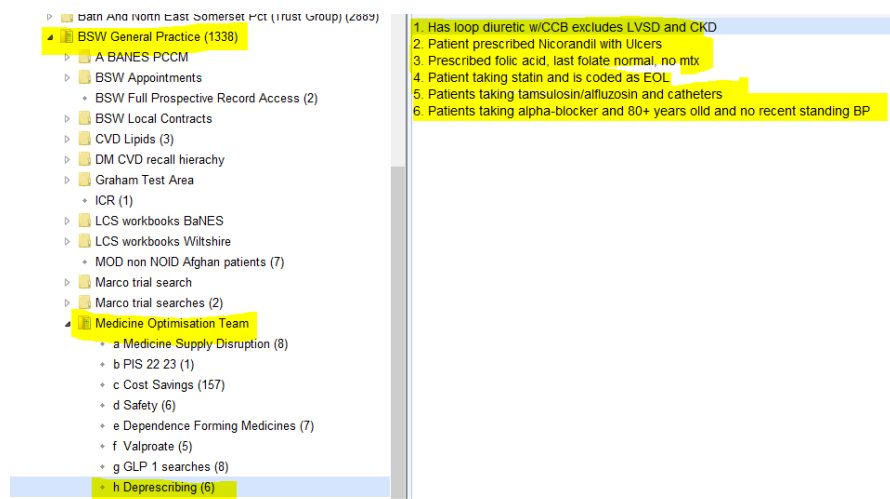 Bath And North East Somerset Pct (Trust Group) (2889)
BSW General Practice (1338)
A BANES PCCM
BSW Appointments
BSW Full Prospective Record Access (2)
BSW Local Contracts
CVD Lipids (3)
DM CVD recall hierachy
Graham Test Area
ICR (1)
LCS workbooks BaNES
LCS workbooks Wiltshire
MOD non NOID Afghan patients (7)
Marco trial search
Marco trial searches (2)
Medicine Optimisation Team
a Medicine Supply Disruption (8)
b PIS 22 23 (1)
c Cost Savings (157)
d Safety (6)
e Dependence Forming Medicines (7)
f Valproate (5)
g GLP 1 searches (8)
h Deprescribing (6)
1. Has loop diuretic w/CCB excludes LVSD and CKD
2. Patient prescribed Nicorandil with Ulcers
3. Prescribed folic acid, last folate normal, no mtx
4. Patient taking statin and is coded as EOL
5. Patients taking tamsulosin/alfluzosin and catheters
6. Patients taking alpha-blocker and 80+ years olld and no recent standing BP